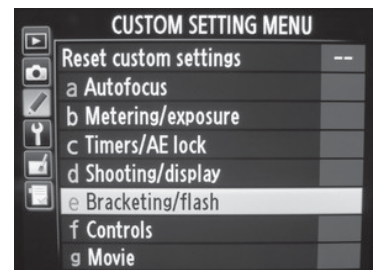 CUSTOM SETTING MENU
Reset custom settings --
a Autofocus
b Metering/exposure
c Timers/AE lock
d Shooting/display
e Bracketing/flash
f Controls
g Movie